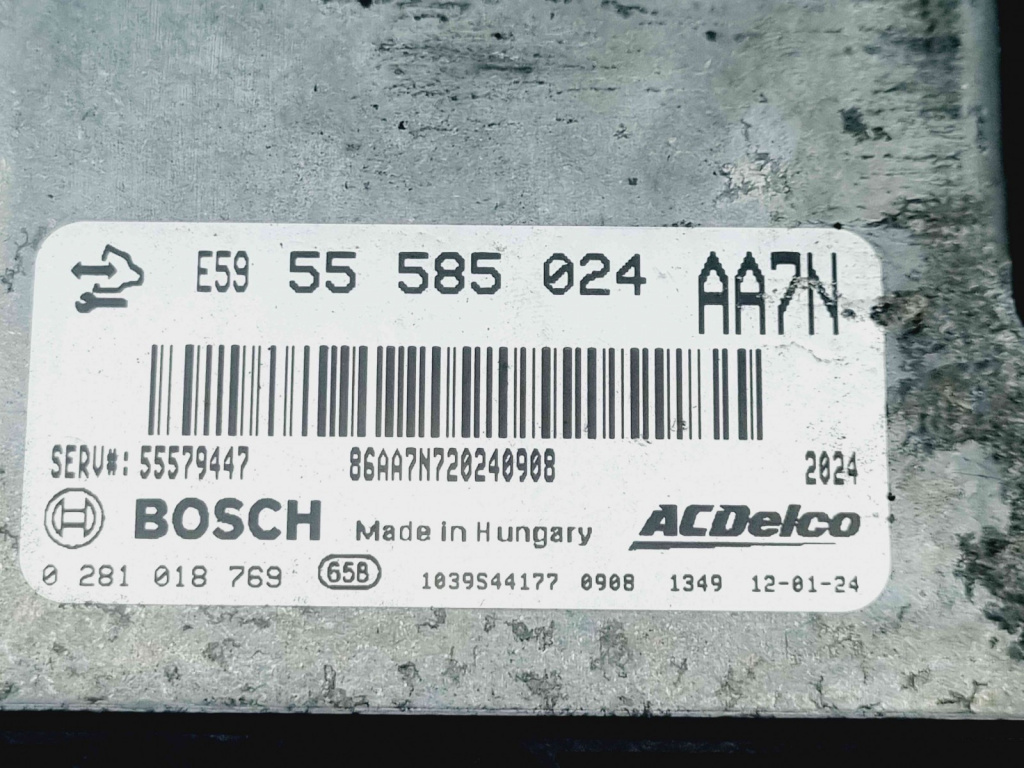 E59 55 585 024 AA7N
SERV#: 55579447 86AA7N720240908 2024
BOSCH Made in Hungary ACDelco
0 281 018 769 65B 1039S44177 0908 1349 12-01-24